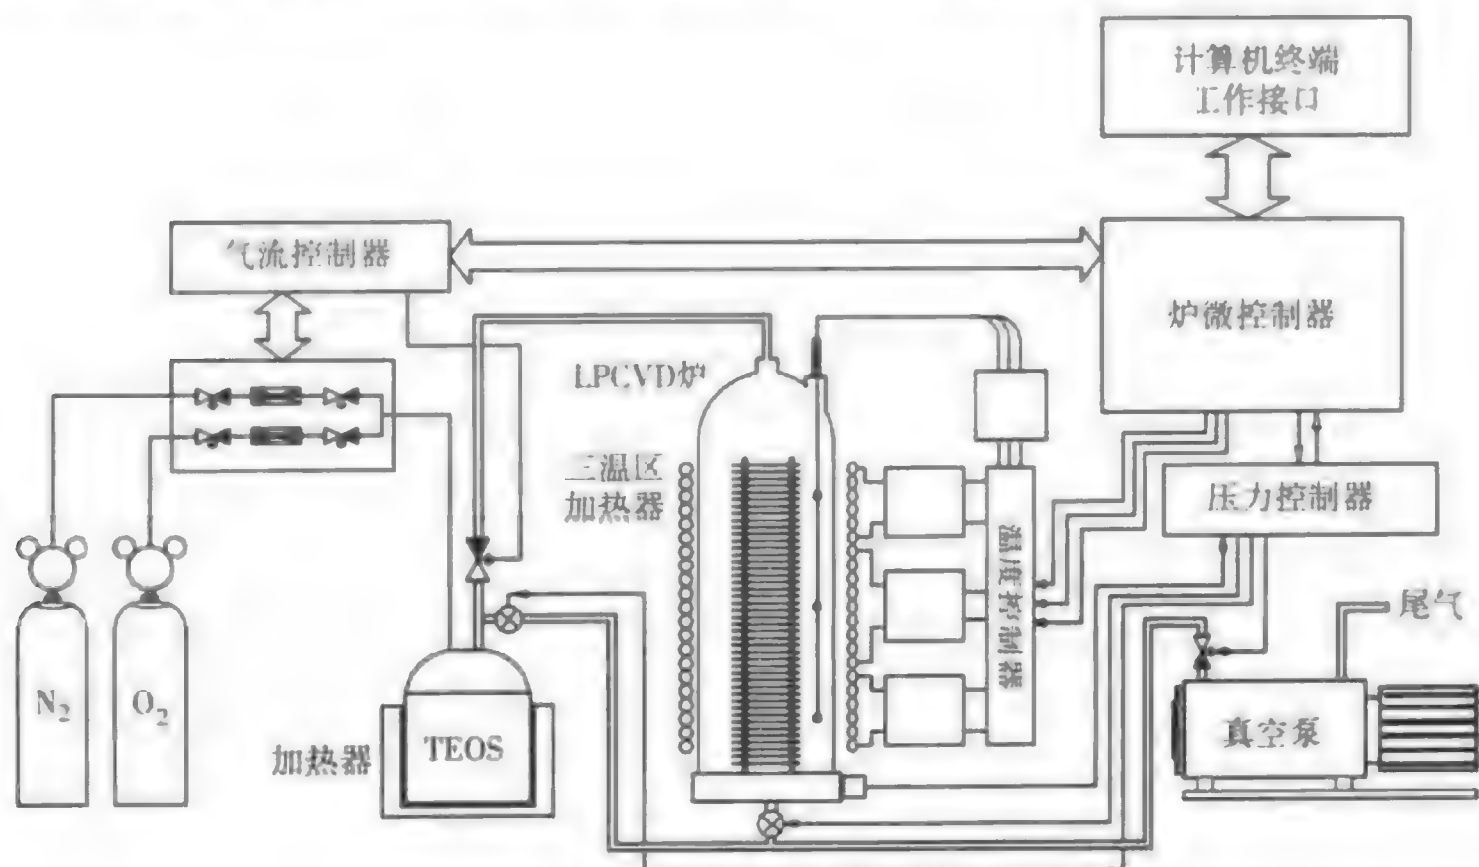 计算机终端
工作接口
气流控制器
炉微控制器
LPCVD炉
三温区
加热器
压力控制器
温度控制器
尾气
N₂
O₂
加热器
TEOS
真空泵